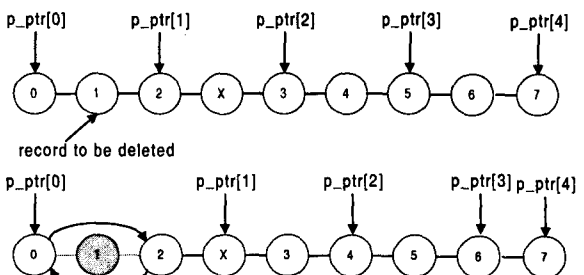 p_ptr[0] p_ptr[1] p_ptr[2] p_ptr[3] p_ptr[4]
0 1 2 X 3 4 5 6 7
record to be deleted
p_ptr[0] p_ptr[1] p_ptr[2] p_ptr[3] p_ptr[4]
0 1 2 X 3 4 5 6 7